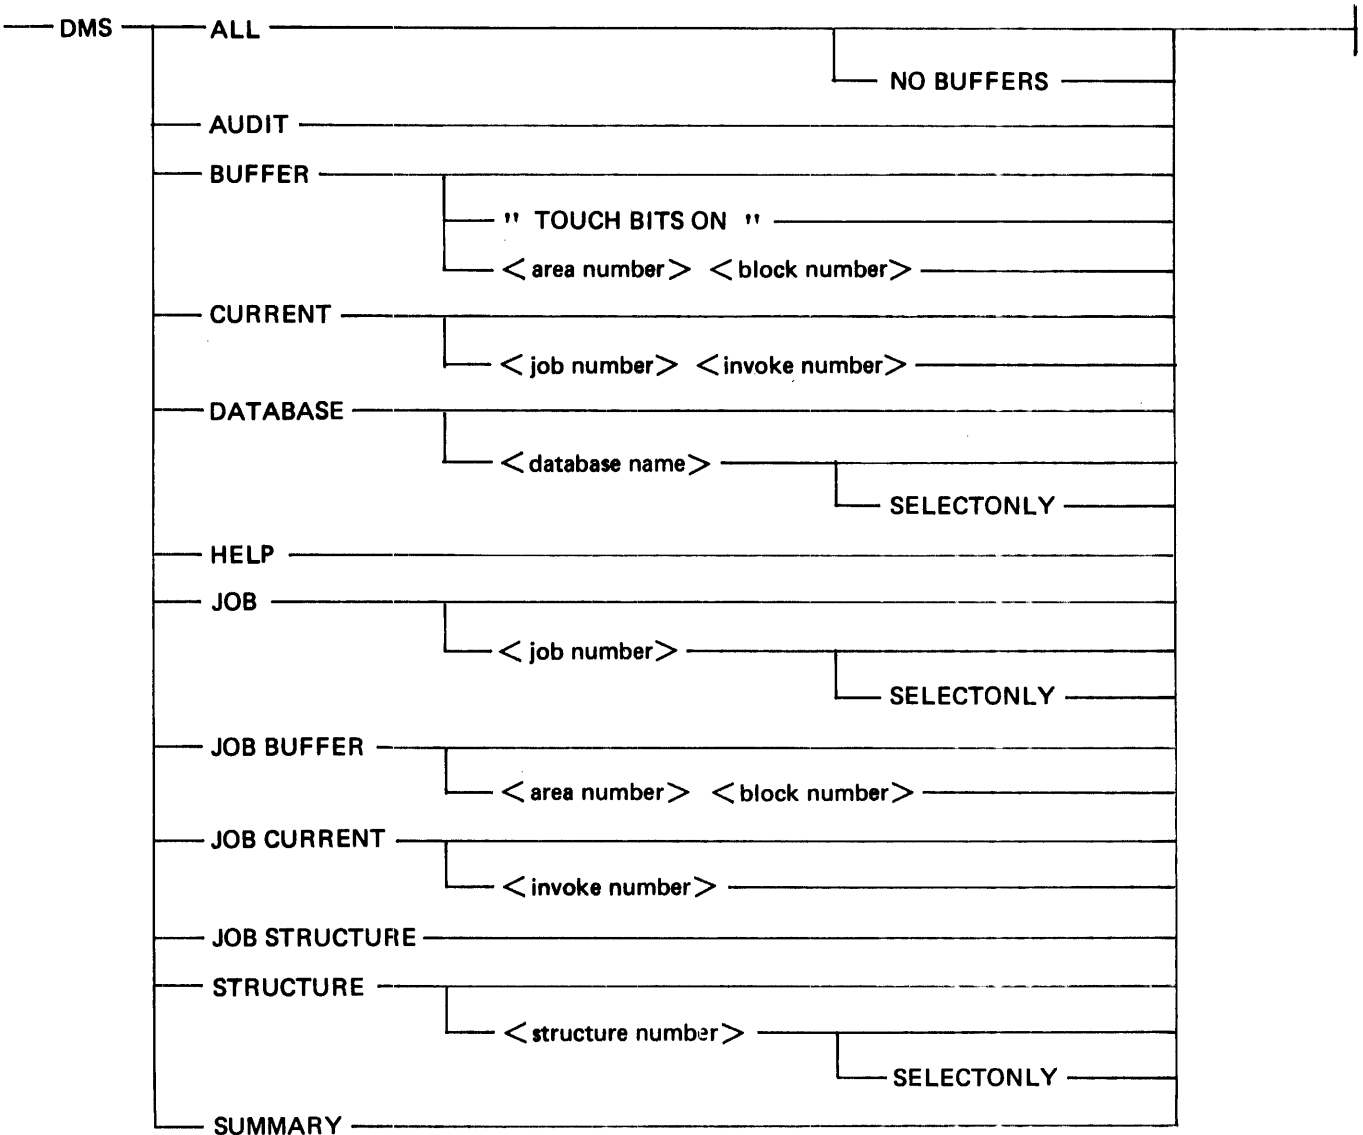 DMS ALL
NO BUFFERS
AUDIT
BUFFER
" TOUCH BITS ON "
<area number> <block number>
CURRENT
<job number> <invoke number>
DATABASE
<database name>
SELECTONLY
HELP
JOB
<job number>
SELECTONLY
JOB BUFFER
<area number> <block number>
JOB CURRENT
<invoke number>
JOB STRUCTURE
STRUCTURE
<structure number>
SELECTONLY
SUMMARY